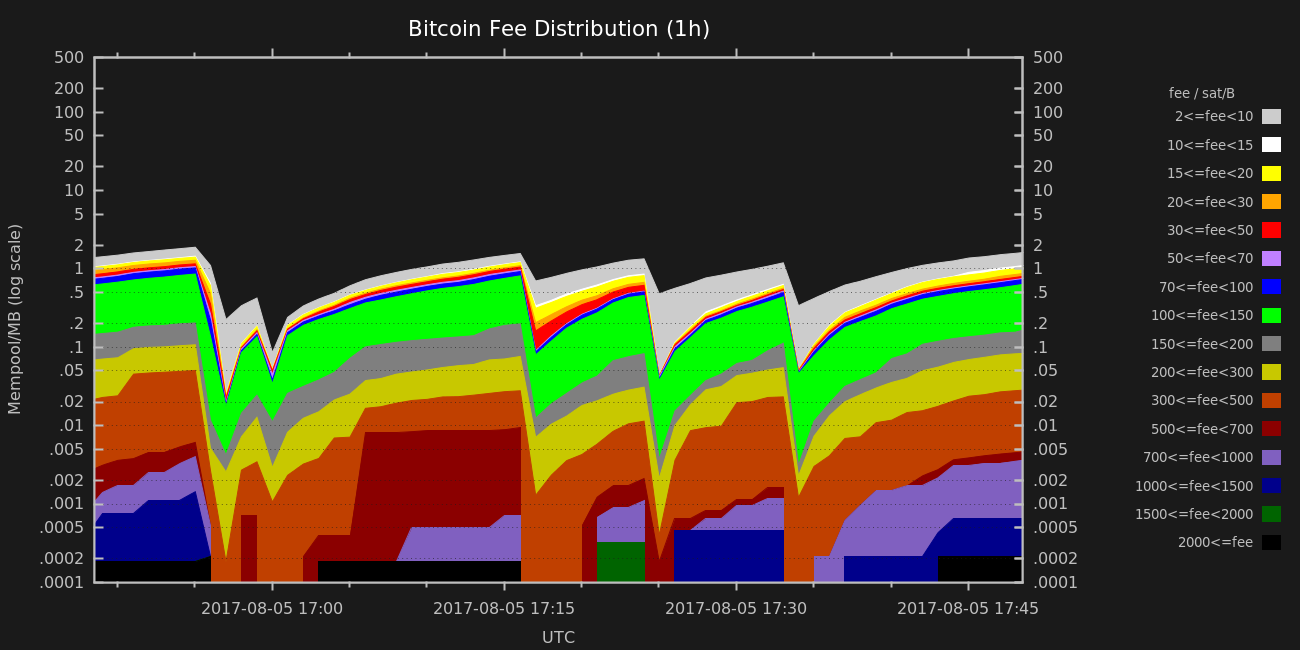 Bitcoin Fee Distribution (1h)
500 500
200 200
100 100
50 50
20 20
10 10
5 5
2 2
1 1
.5 .5
.2 .2
.1 .1
.05 .05
.02 .02
.01 .01
.005 .005
.002 .002
.001 .001
.0005 .0005
.0002 .0002
.0001 .0001
Mempool/MB (log scale)
2017-08-05 17:00 2017-08-05 17:15 2017-08-05 17:30 2017-08-05 17:45
UTC
fee / sat/B
2<=fee<10
10<=fee<15
15<=fee<20
20<=fee<30
30<=fee<50
50<=fee<70
70<=fee<100
100<=fee<150
150<=fee<200
200<=fee<300
300<=fee<500
500<=fee<700
700<=fee<1000
1000<=fee<1500
1500<=fee<2000
2000<=fee